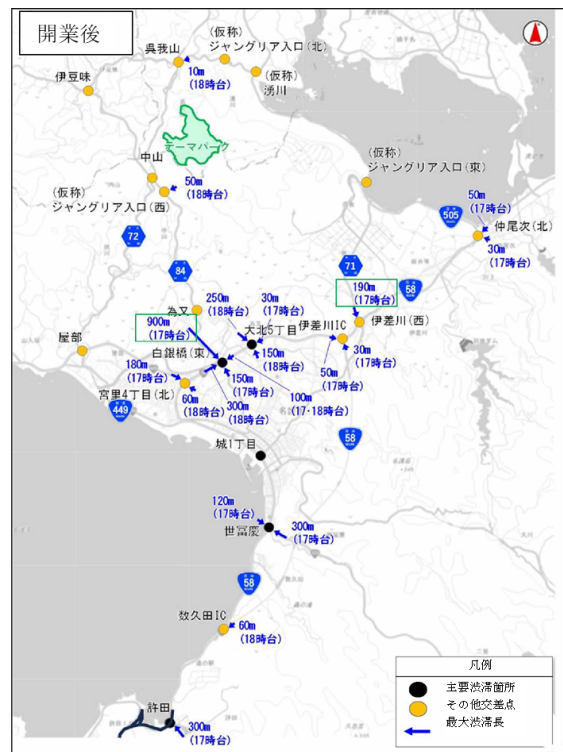 開業後
呉我山
(仮称)
ジャングリア入口(北)
伊豆味
10m
(18時台)
(仮称)
湧川
テーマパーク
中山
(仮称)
ジャングリア入口(西)
50m
(18時台)
(仮称)
ジャングリア入口(東)
50m
(17時台)
505
仲尾次(北)
30m
(17時台)
72
84
71
58
190m
(17時台)
為又
250m
(18時台)
30m
(17時台)
大北5丁目
伊差川IC
伊差川(西)
900m
(17時台)
屋部
白銀橋(東)
150m
(18時台)
30m
(17時台)
50m
(17時台)
180m
(17時台)
150m
(17時台)
100m
(17・18時台)
宮里4丁目(北)
60m
(18時台)
300m
(18時台)
449
58
城1丁目
120m
(17時台)
300m
(17時台)
世冨慶
58
数久田IC
60m
(18時台)
許田
300m
(17時台)
凡例
主要渋滞箇所
その他交差点
最大渋滞長